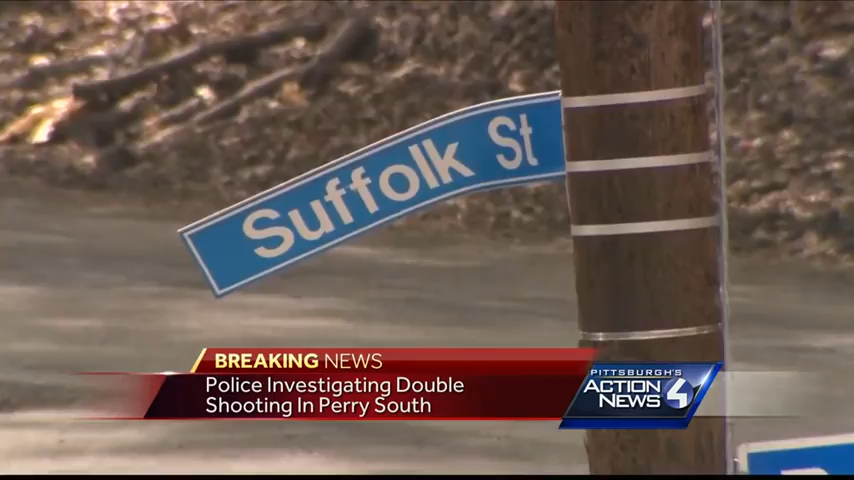 Suffolk St
BREAKING NEWS
Police Investigating Double
Shooting In Perry South
PITTSBURGH'S
ACTION
NEWS 4